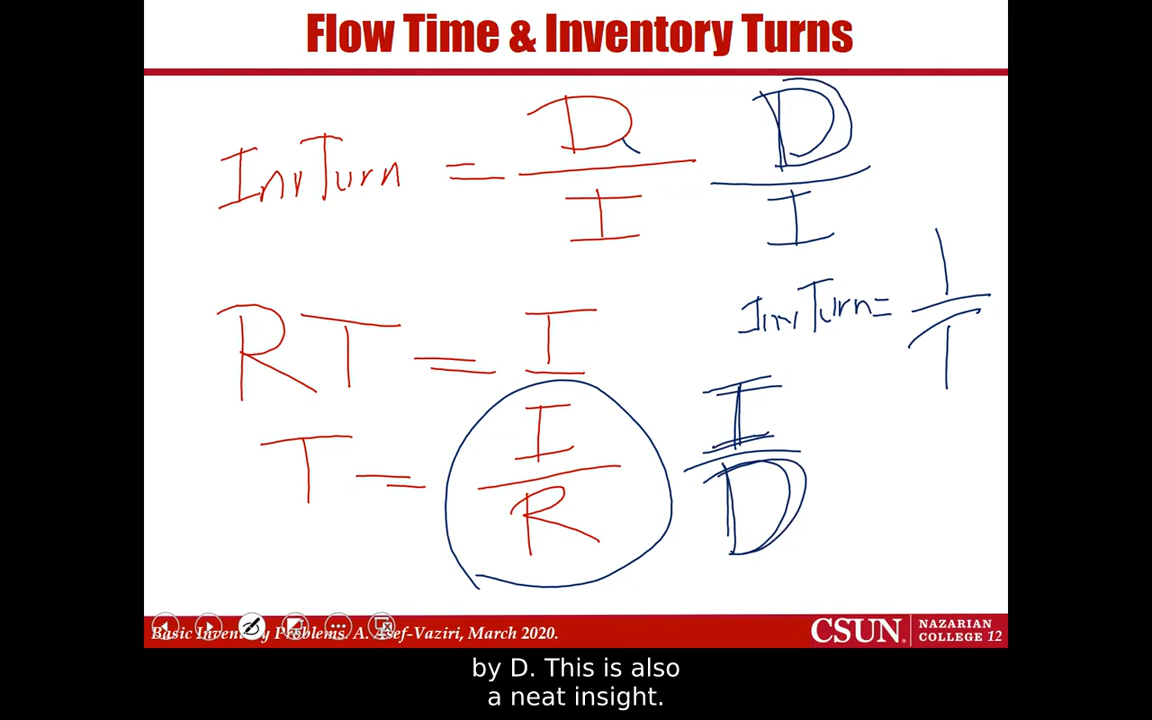 Flow Time & Inventory Turns
InvTurn = D/I D/I
InvTurn = 1/T
RT = I
T = I/R I/D
Basic Inventory Problems. A. Asef-Vaziri, March 2020.
CSUN NAZARIAN COLLEGE 12
by D. This is also
a neat insight.